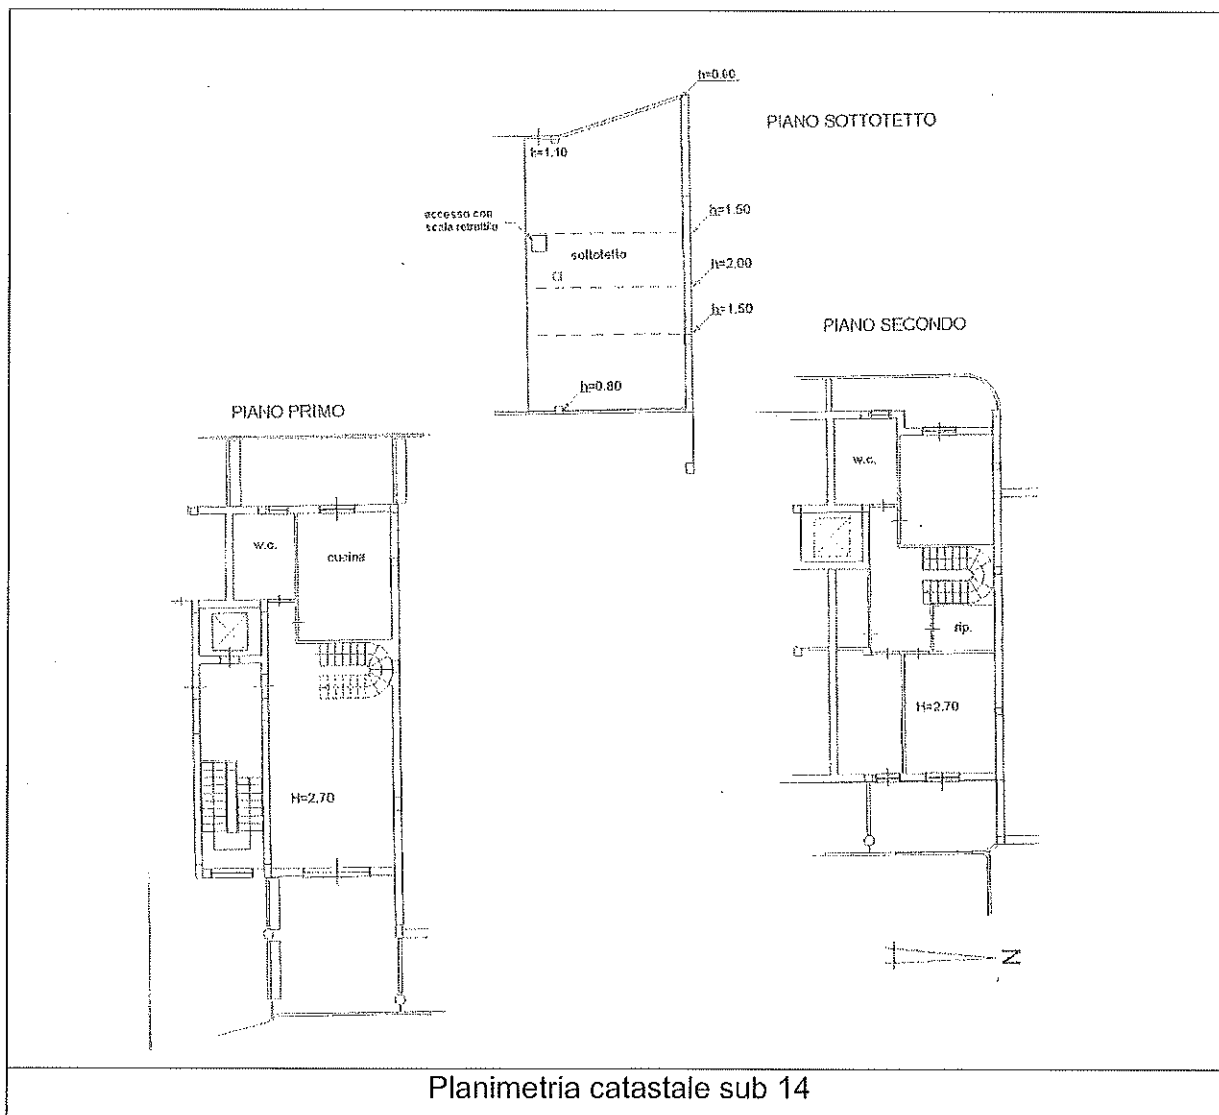 h=0.60
PIANO SOTTOTETTO
h=1.10
accesso con
scala retrattile
h=1.50
sottotetto
h=2.00
h=1.50
PIANO SECONDO
h=0.80
PIANO PRIMO
w.c.
w.c.
cucina
rip.
H=2.70
H=2.70
N
Planimetria catastale sub 14